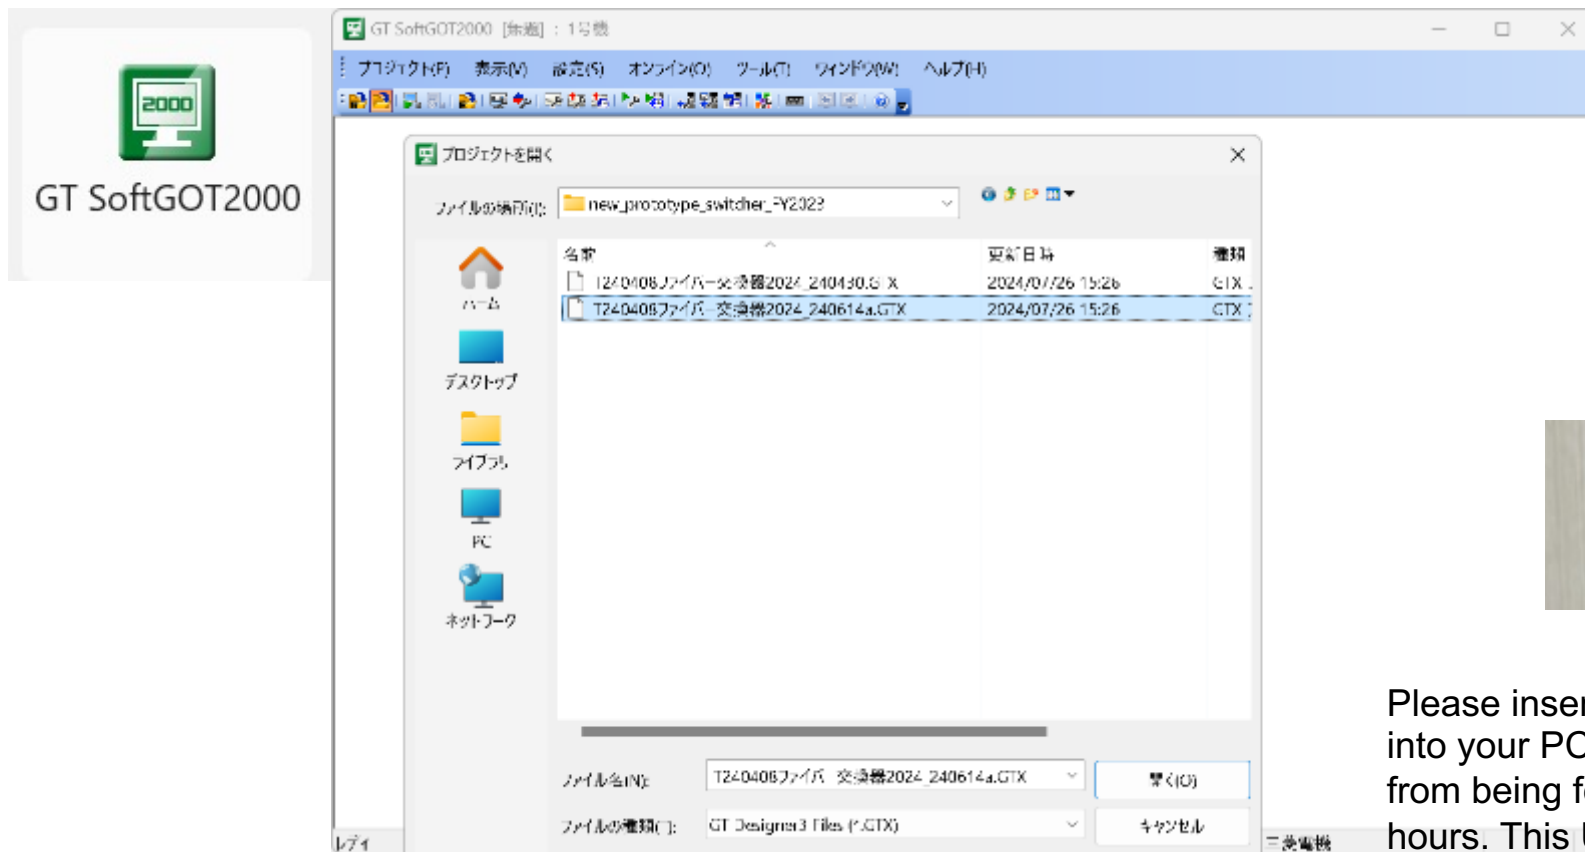 2000
GT SoftGOT2000
GT SoftGOT2000 [無題] : 1号機
プロジェクト(P) 表示(V) 設定(S) オンライン(O) ツール(T) ウィンドウ(W) ヘルプ(H)
プロジェクトを開く
ファイルの場所(I): new_prototype_switcher_FY2023
名前 更新日時 種類
T240408ファイバー交換器2024_240430.GTX 2024/07/26 15:26 GTX
T240408ファイバー交換器2024_240614a.GTX 2024/07/26 15:26 GTX
ホーム
デスクトップ
ライブラリ
PC
ネットワーク
ファイル名(N): T240408ファイバー交換器2024_240614a.GTX 開く(O)
ファイルの種類(T): GT Designer3 Files (*.GTX) キャンセル
レディ 三菱電機
Please inser
into your PC
from being f
hours. This